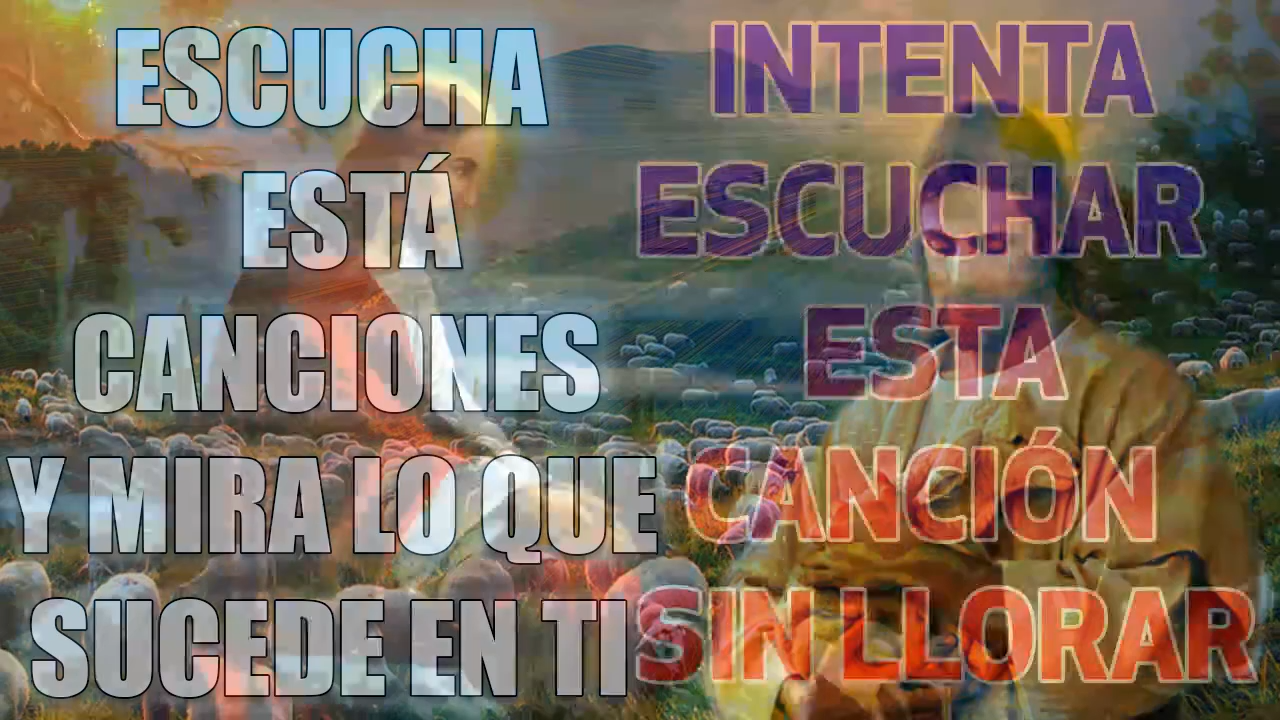 ESCUCHA
ESTÁ
CANCIONES
Y MIRA LO QUE
SUCEDE EN TI
INTENTA
ESCUCHAR
ESTA
CANCIÓN
SIN LLORAR